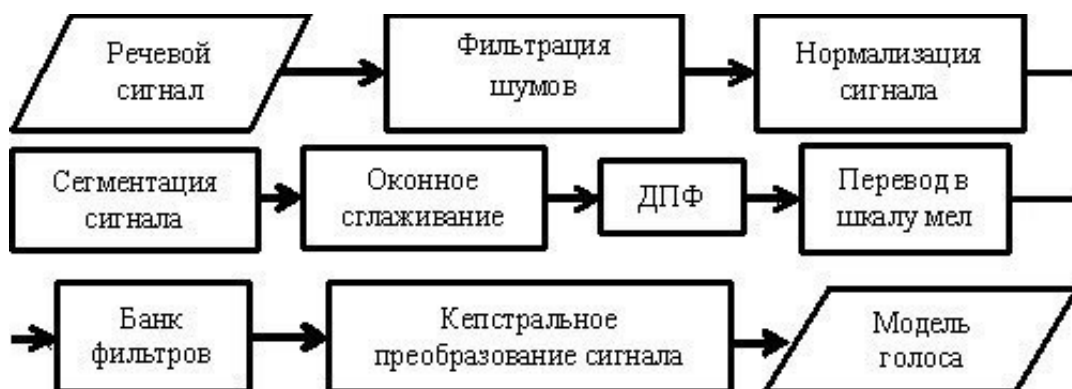 Речевой
сигнал
Фильтрация
шумов
Нормализация
сигнала
Сегментация
сигнала
Оконное
сглаживание
ДПФ
Перевод в
шкалу мел
Банк
фильтров
Кепстральное
преобразование сигнала
Модель
голоса